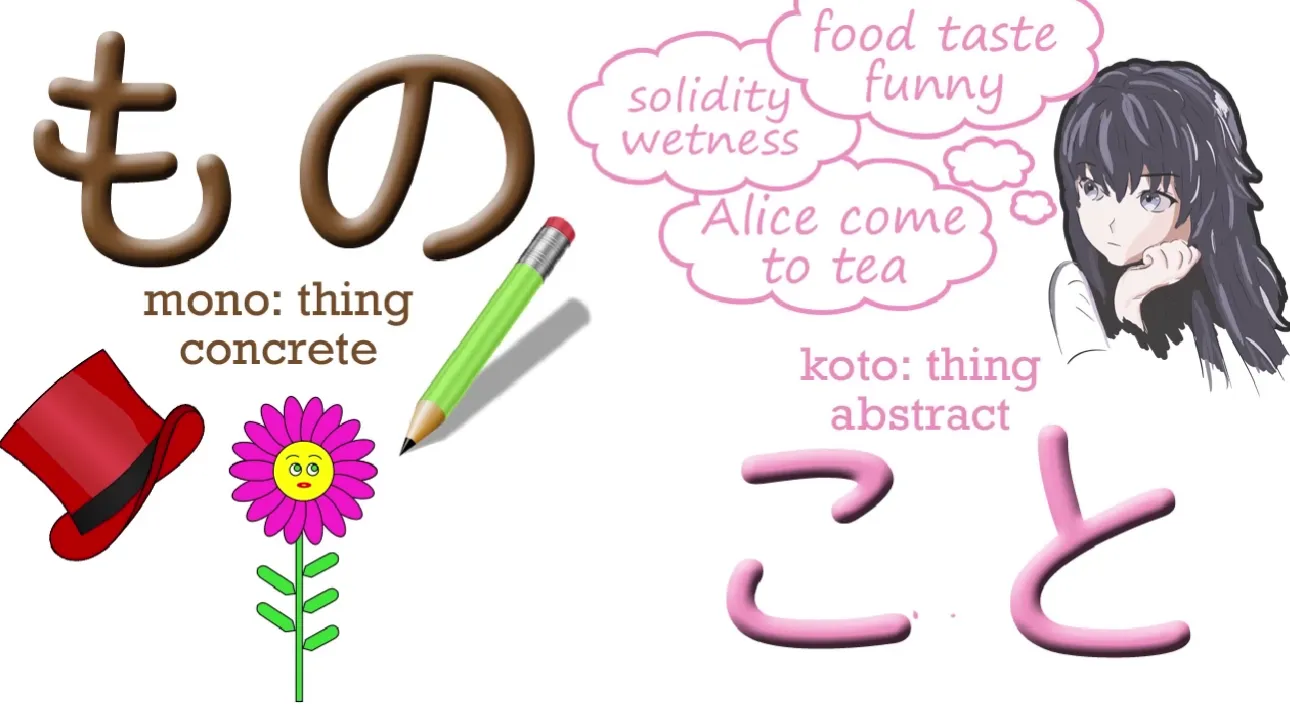 もの
mono: thing
concrete
food taste
funny
solidity
wetness
Alice come
to tea
koto: thing
abstract
こと